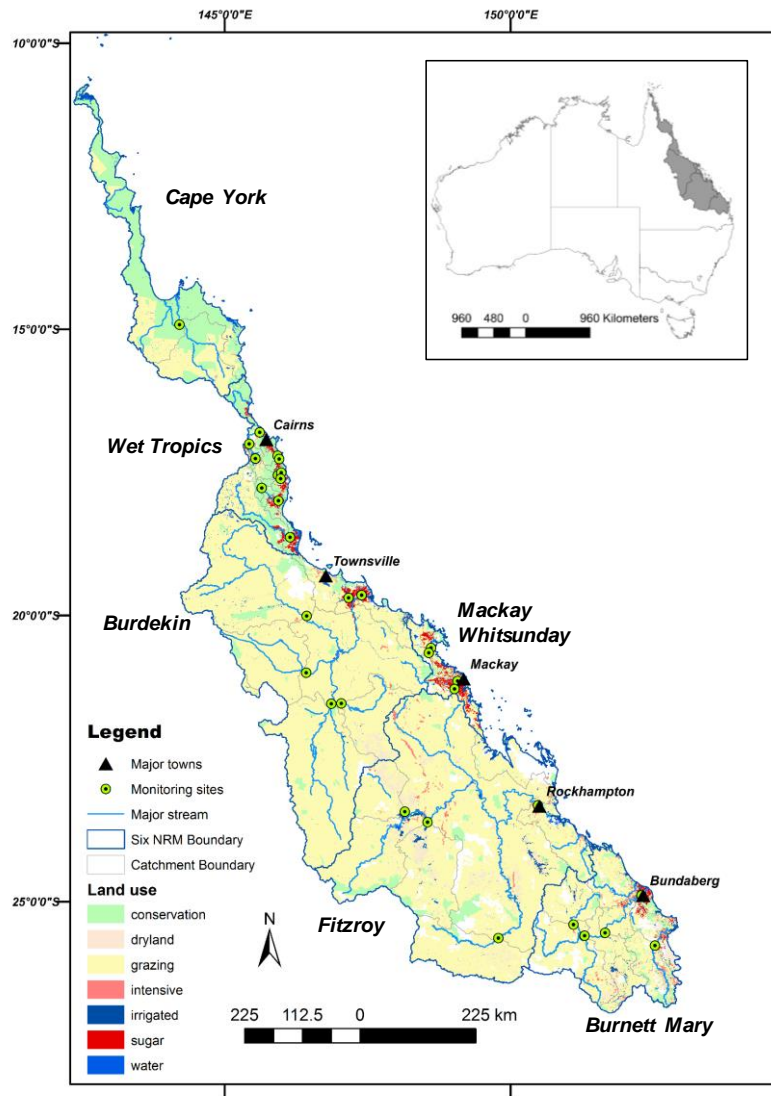 145°0'0"E
150°0'0"E
10°0'0"S
15°0'0"S
20°0'0"S
25°0'0"S
Cape York
960 480 0 960 Kilometers
Cairns
Wet Tropics
Townsville
Burdekin
Mackay
Whitsunday
Mackay
Rockhampton
Bundaberg
Fitzroy
Burnett Mary
N
225 112.5 0 225 km
Legend
Major towns
Monitoring sites
Major stream
Six NRM Boundary
Catchment Boundary
Land use
conservation
dryland
grazing
intensive
irrigated
sugar
water